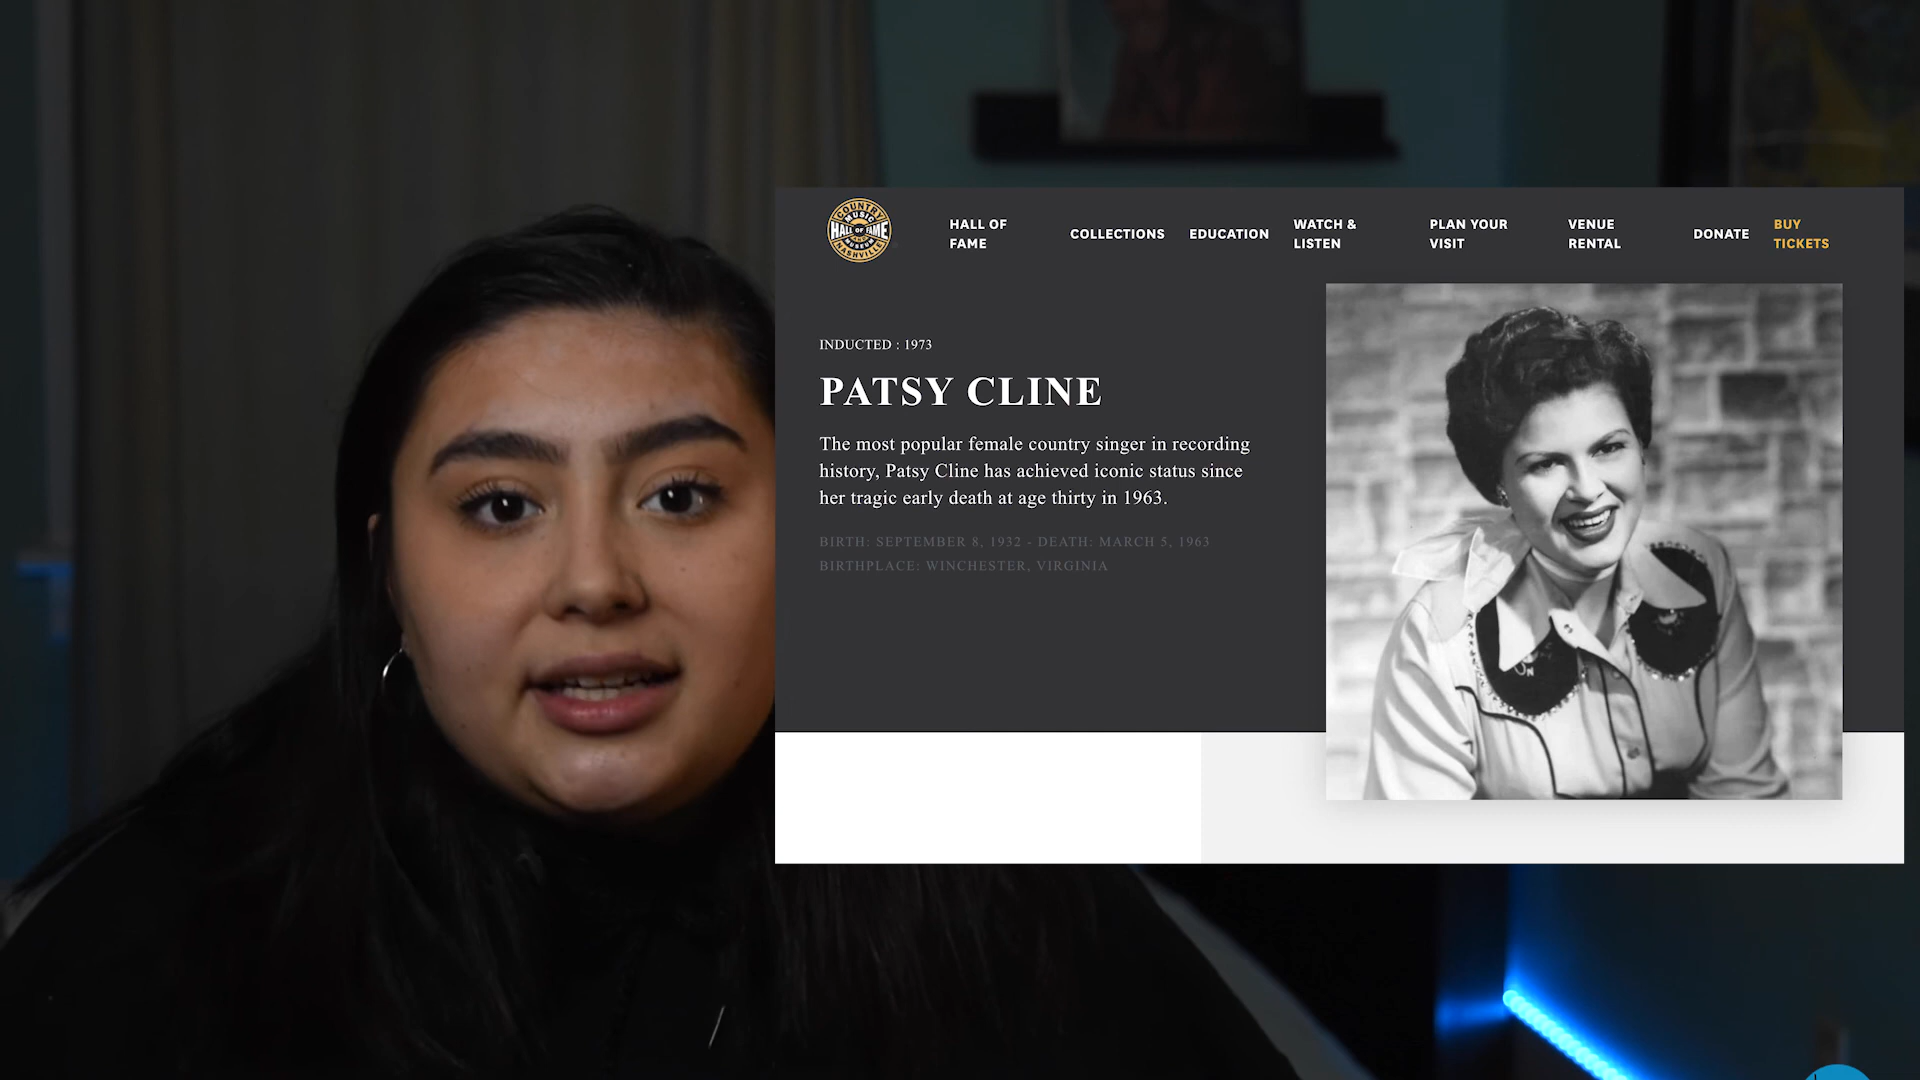 COUNTRY
MUSIC
HALL OF FAME
AND
MUSEUM
NASHVILLE
HALL OF
FAME
COLLECTIONS
EDUCATION
WATCH &
LISTEN
PLAN YOUR
VISIT
VENUE
RENTAL
DONATE
BUY
TICKETS
INDUCTED : 1973
PATSY CLINE
The most popular female country singer in recording
history, Patsy Cline has achieved iconic status since
her tragic early death at age thirty in 1963.
BIRTH: SEPTEMBER 8, 1932 - DEATH: MARCH 5, 1963
BIRTHPLACE: WINCHESTER, VIRGINIA